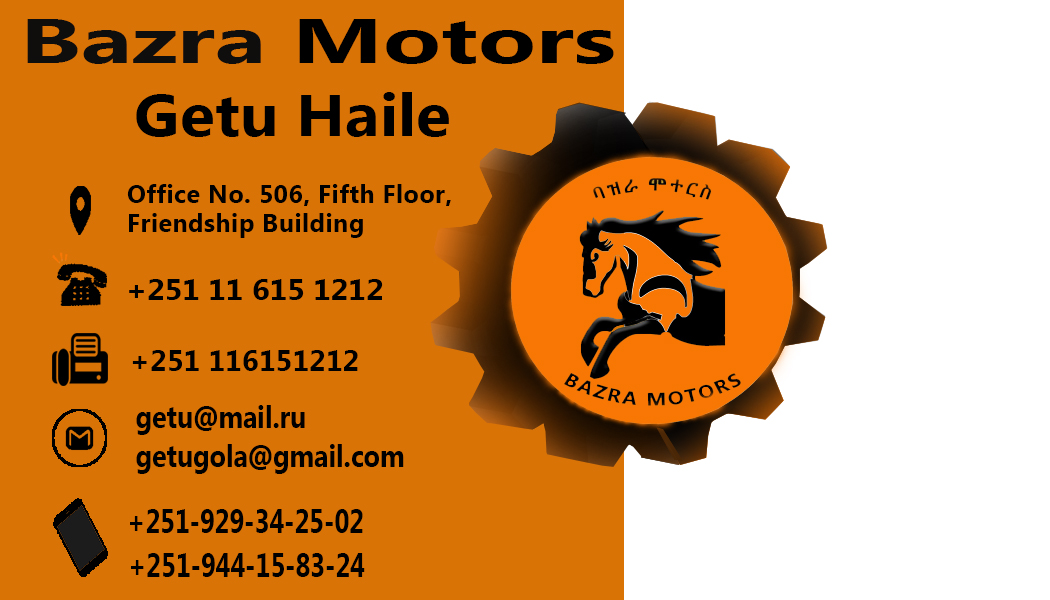 Bazra Motors
Getu Haile
Office No. 506, Fifth Floor,
Friendship Building
+251 11 615 1212
+251 116151212
getu@mail.ru
getugola@gmail.com
+251-929-34-25-02
+251-944-15-83-24
ባዝራ ሞተርስ
BAZRA MOTORS